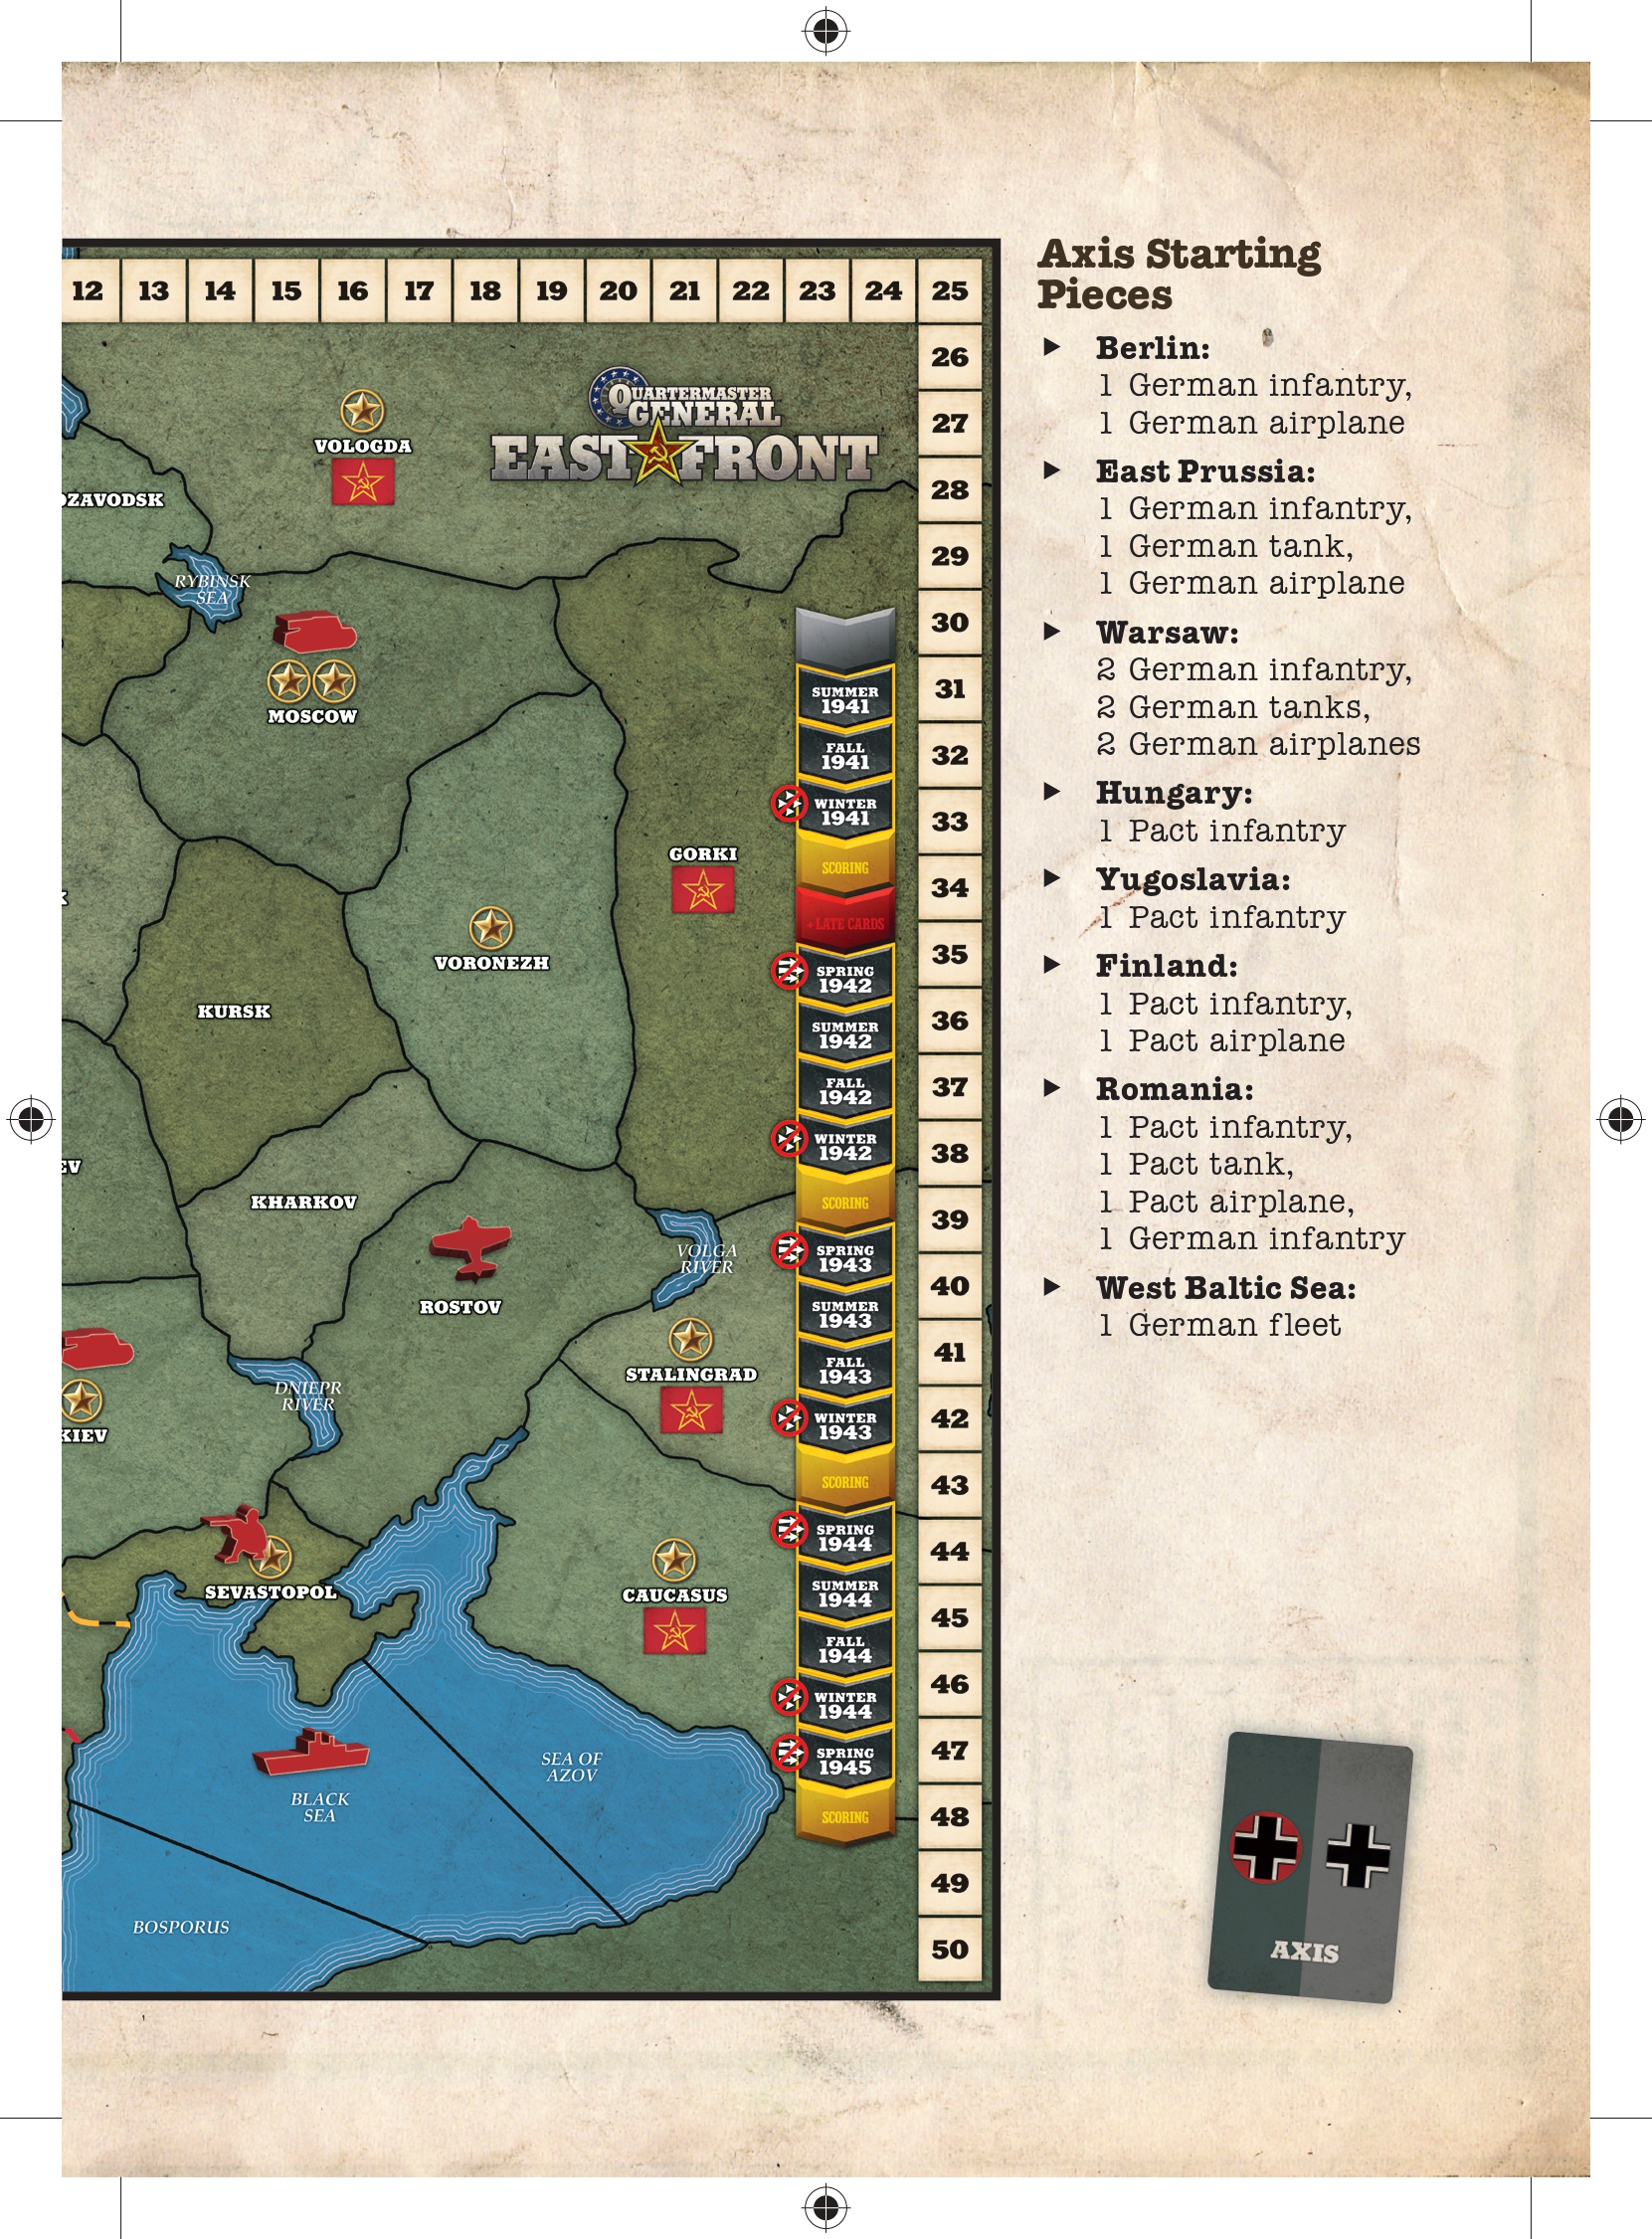 12 13 14 15 16 17 18 19 20 21 22 23 24 25
26
27
28
29
30
31
32
33
34
35
36
37
38
39
40
41
42
43
44
45
46
47
48
49
50
QUARTERMASTER
GENERAL
EAST FRONT
VOLOGDA
OZAVODSK
RYBINSK
SEA
MOSCOW
GORKI
VORONEZH
KURSK
EV
KHARKOV
VOLGA
RIVER
ROSTOV
STALINGRAD
DNIEPR
RIVER
KIEV
SEVASTOPOL
CAUCASUS
SEA OF
AZOV
BLACK
SEA
BOSPORUS
SUMMER
1941
FALL
1941
WINTER
1941
SCORING
+LATE CARDS
SPRING
1942
SUMMER
1942
FALL
1942
WINTER
1942
SCORING
SPRING
1943
SUMMER
1943
FALL
1943
WINTER
1943
SCORING
SPRING
1944
SUMMER
1944
FALL
1944
WINTER
1944
SPRING
1945
SCORING
Axis Starting
Pieces
Berlin:
1 German infantry,
1 German airplane
East Prussia:
1 German infantry,
1 German tank,
1 German airplane
Warsaw:
2 German infantry,
2 German tanks,
2 German airplanes
Hungary:
1 Pact infantry
Yugoslavia:
1 Pact infantry
Finland:
1 Pact infantry,
1 Pact airplane
Romania:
1 Pact infantry,
1 Pact tank,
1 Pact airplane,
1 German infantry
West Baltic Sea:
1 German fleet
AXIS